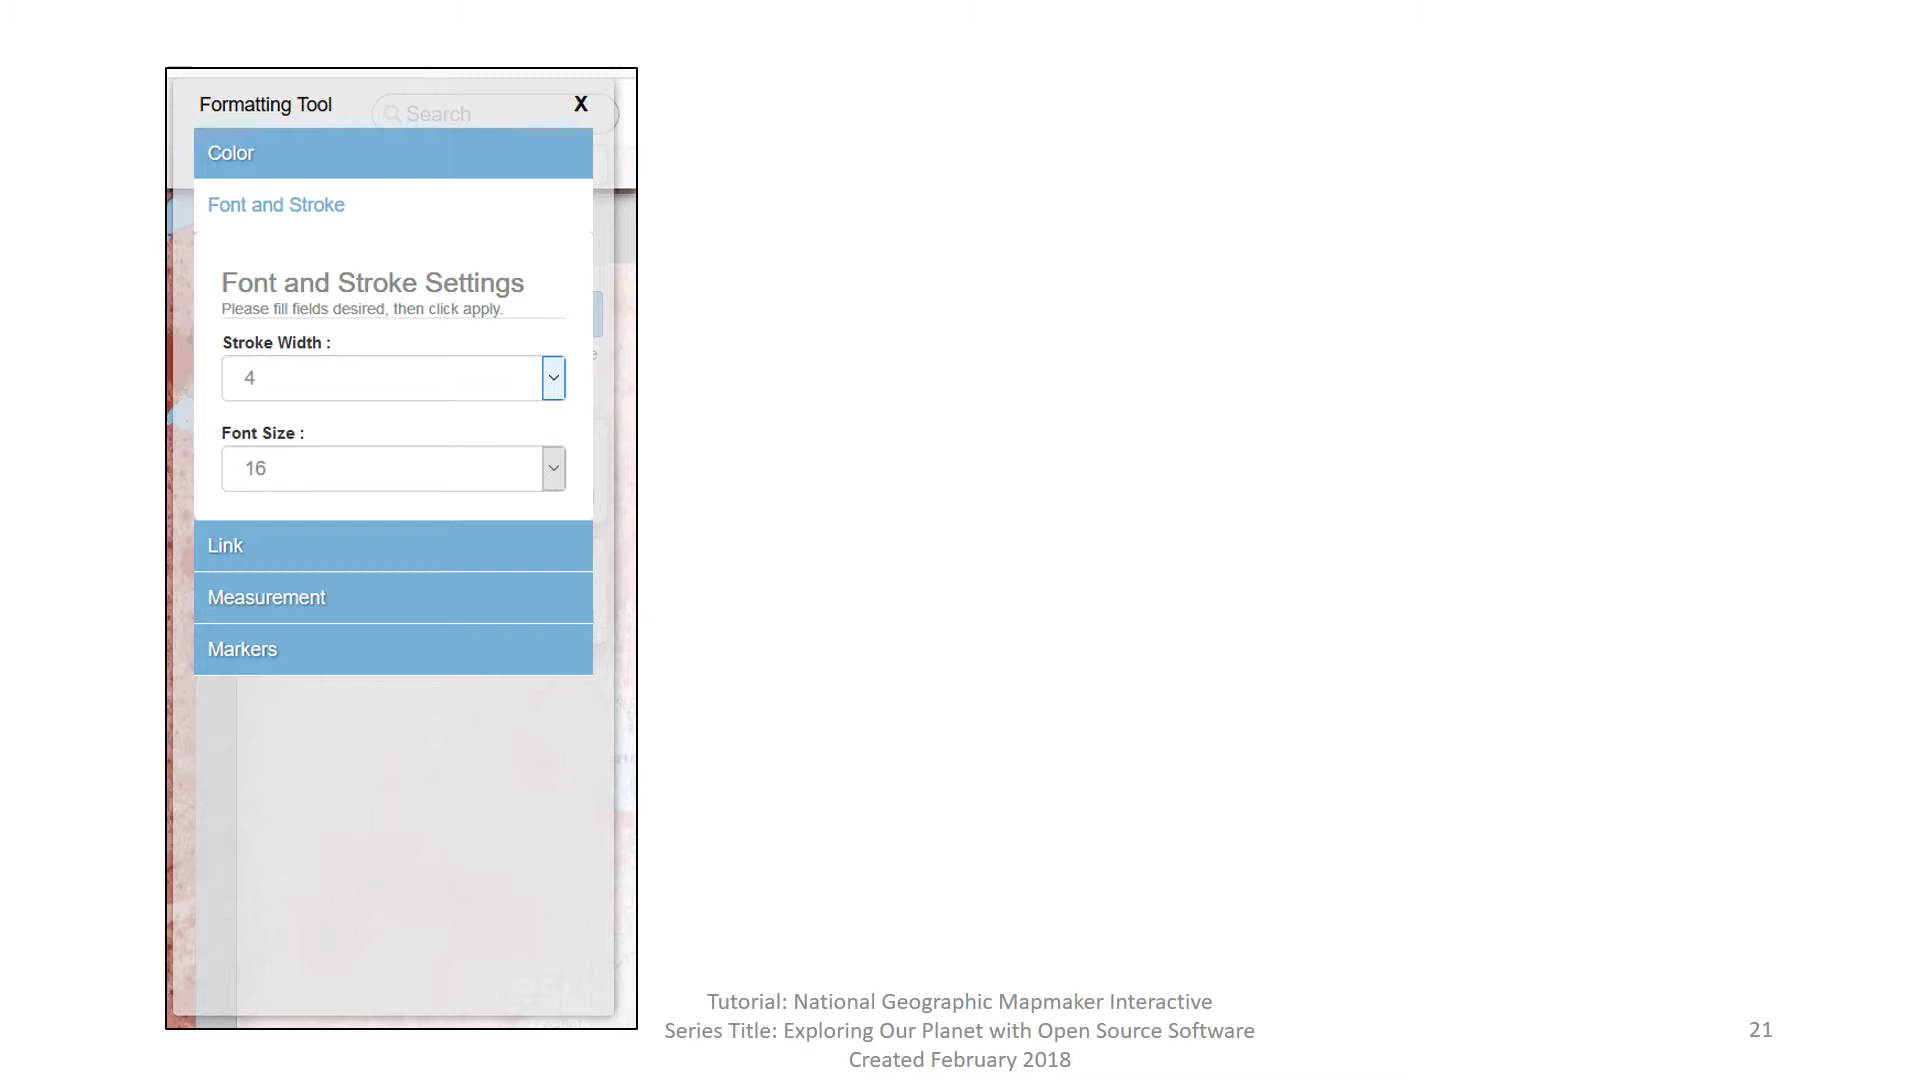 Formatting Tool
Search
X
Color
Font and Stroke
Font and Stroke Settings
Please fill fields desired, then click apply.
Stroke Width :
4
Font Size :
16
Link
Measurement
Markers
esri
Tutorial: National Geographic Mapmaker Interactive
Series Title: Exploring Our Planet with Open Source Software
Created February 2018
21